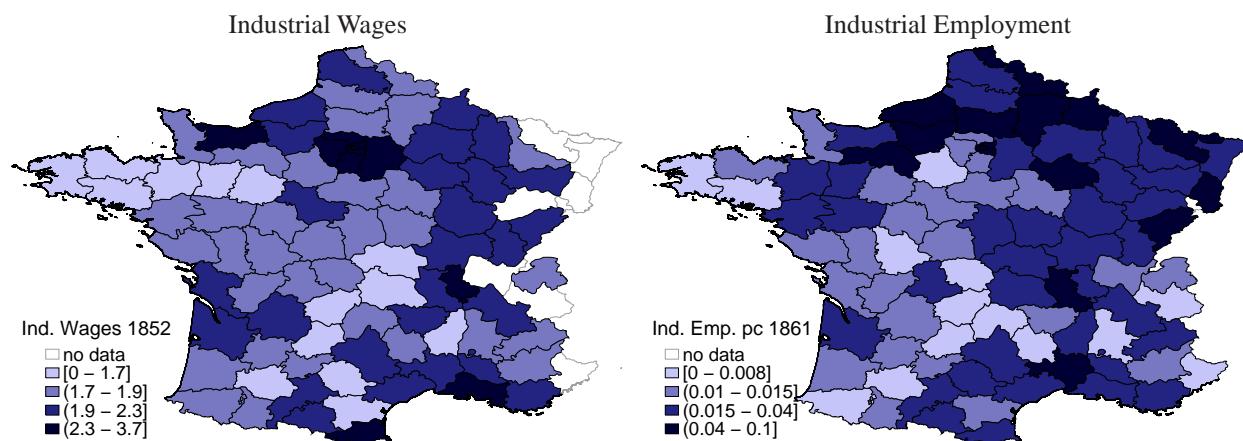 Industrial Wages
Ind. Wages 1852
no data
[0 – 1.7]
(1.7 – 1.9]
(1.9 – 2.3]
(2.3 – 3.7]
Industrial Employment
Ind. Emp. pc 1861
no data
[0 – 0.008]
(0.01 – 0.015]
(0.015 – 0.04]
(0.04 – 0.1]